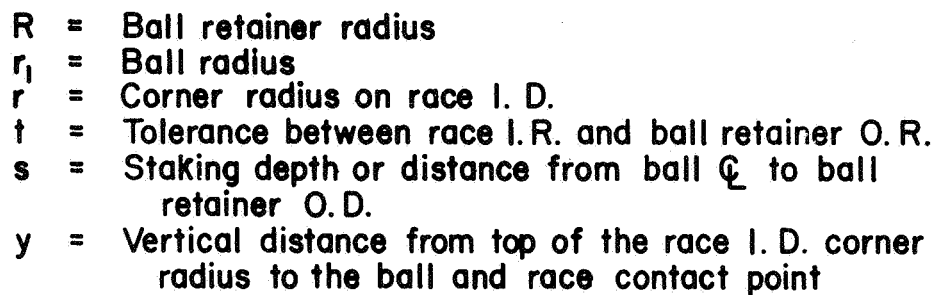 R = Ball retainer radius
r₁ = Ball radius
r = Corner radius on race I. D.
t = Tolerance between race I. R. and ball retainer O. R.
s = Staking depth or distance from ball ℄ to ball
retainer O. D.
y = Vertical distance from top of the race I. D. corner
radius to the ball and race contact point